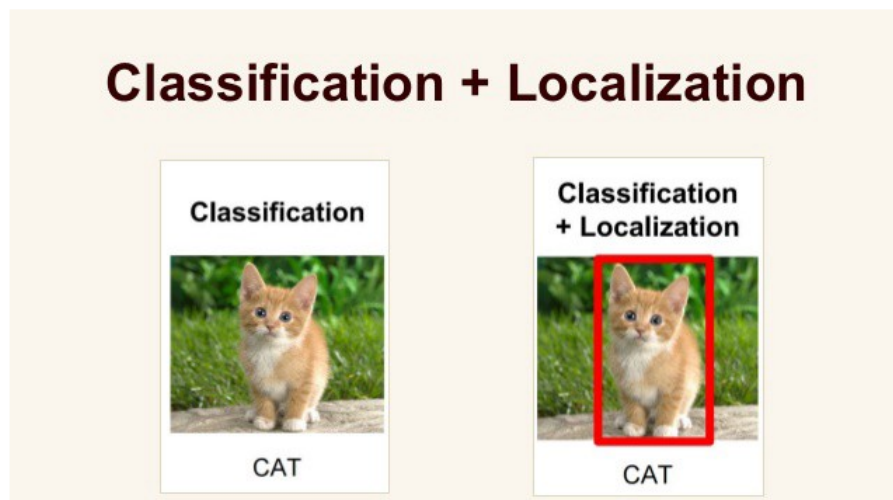 Classification + Localization
Classification
CAT
Classification
+ Localization
CAT